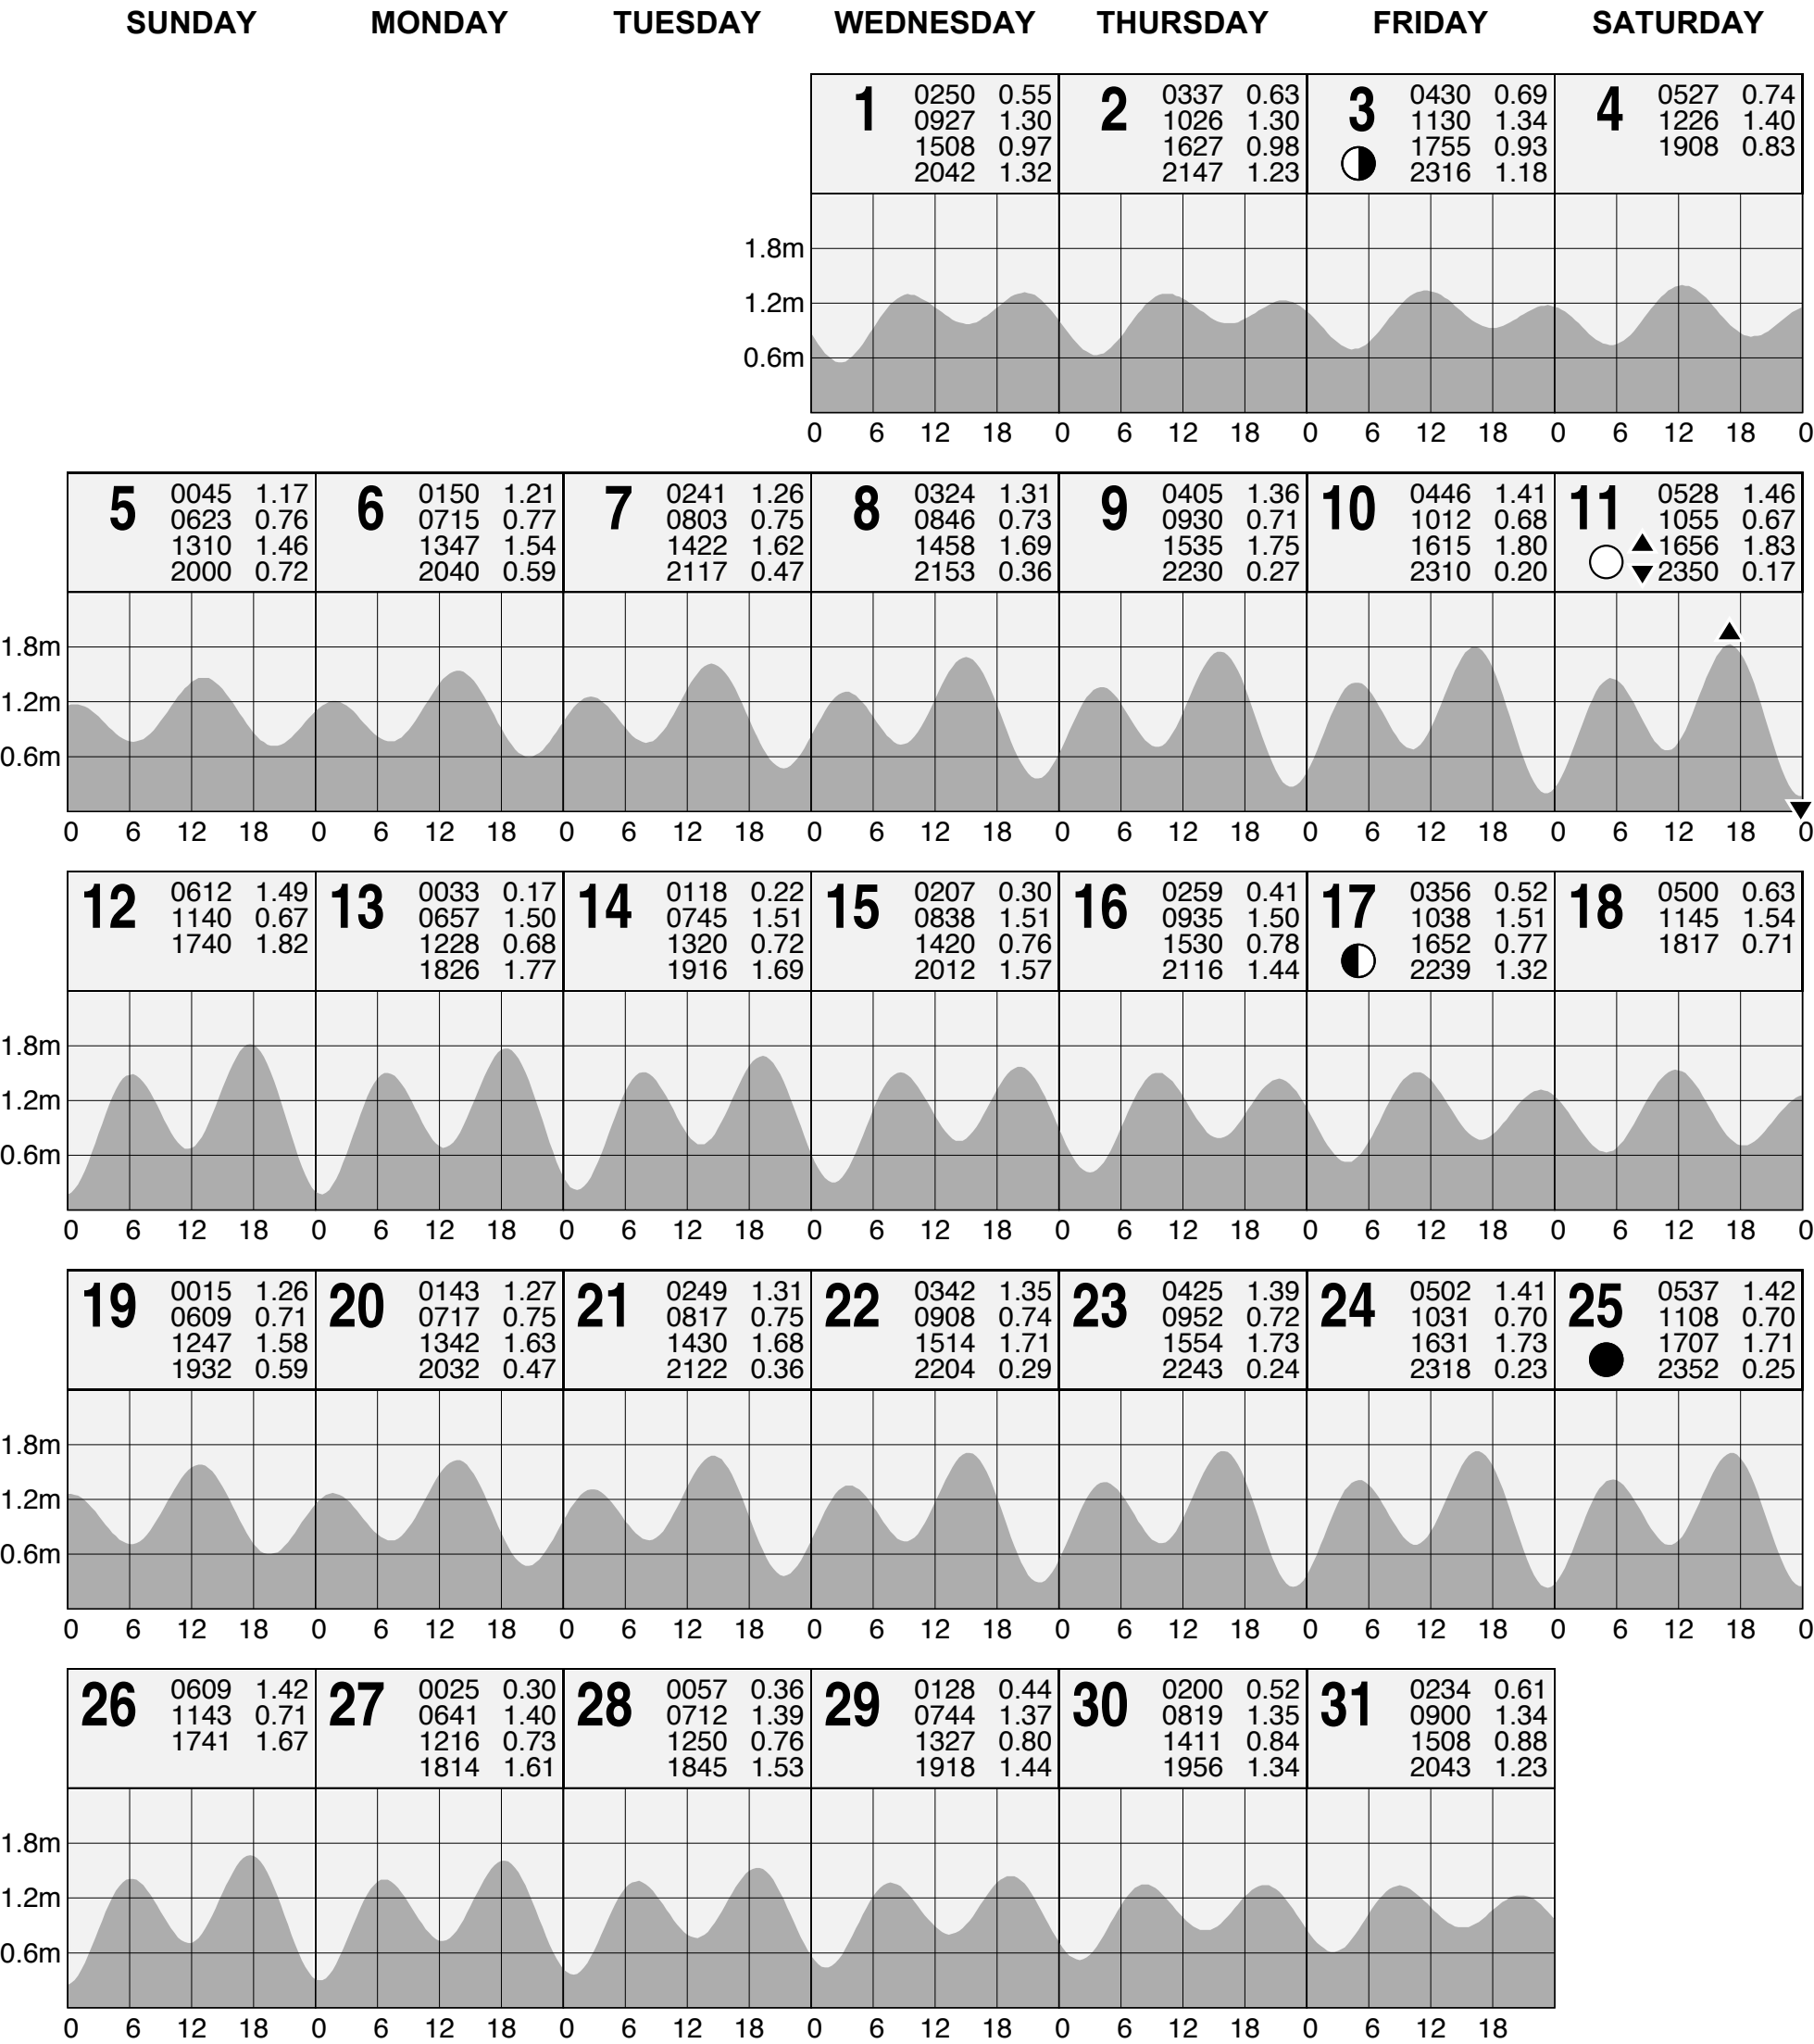 SUNDAY MONDAY TUESDAY WEDNESDAY THURSDAY FRIDAY SATURDAY
1 0250 0.55
0927 1.30
1508 0.97
2042 1.32
2 0337 0.63
1026 1.30
1627 0.98
2147 1.23
3 0430 0.69
1130 1.34
1755 0.93
2316 1.18
4 0527 0.74
1226 1.40
1908 0.83
1.8m
1.2m
0.6m
0 6 12 18 0 6 12 18 0 6 12 18 0 6 12 18 0
5 0045 1.17
0623 0.76
1310 1.46
2000 0.72
6 0150 1.21
0715 0.77
1347 1.54
2040 0.59
7 0241 1.26
0803 0.75
1422 1.62
2117 0.47
8 0324 1.31
0846 0.73
1458 1.69
2153 0.36
9 0405 1.36
0930 0.71
1535 1.75
2230 0.27
10 0446 1.41
1012 0.68
1615 1.80
2310 0.20
11 0528 1.46
1055 0.67
1656 1.83
2350 0.17
1.8m
1.2m
0.6m
0 6 12 18 0 6 12 18 0 6 12 18 0 6 12 18 0 6 12 18 0 6 12 18 0 6 12 18 0
12 0612 1.49
1140 0.67
1740 1.82
13 0033 0.17
0657 1.50
1228 0.68
1826 1.77
14 0118 0.22
0745 1.51
1320 0.72
1916 1.69
15 0207 0.30
0838 1.51
1420 0.76
2012 1.57
16 0259 0.41
0935 1.50
1530 0.78
2116 1.44
17 0356 0.52
1038 1.51
1652 0.77
2239 1.32
18 0500 0.63
1145 1.54
1817 0.71
1.8m
1.2m
0.6m
0 6 12 18 0 6 12 18 0 6 12 18 0 6 12 18 0 6 12 18 0 6 12 18 0 6 12 18 0
19 0015 1.26
0609 0.71
1247 1.58
1932 0.59
20 0143 1.27
0717 0.75
1342 1.63
2032 0.47
21 0249 1.31
0817 0.75
1430 1.68
2122 0.36
22 0342 1.35
0908 0.74
1514 1.71
2204 0.29
23 0425 1.39
0952 0.72
1554 1.73
2243 0.24
24 0502 1.41
1031 0.70
1631 1.73
2318 0.23
25 0537 1.42
1108 0.70
1707 1.71
2352 0.25
1.8m
1.2m
0.6m
0 6 12 18 0 6 12 18 0 6 12 18 0 6 12 18 0 6 12 18 0 6 12 18 0 6 12 18 0
26 0609 1.42
1143 0.71
1741 1.67
27 0025 0.30
0641 1.40
1216 0.73
1814 1.61
28 0057 0.36
0712 1.39
1250 0.76
1845 1.53
29 0128 0.44
0744 1.37
1327 0.80
1918 1.44
30 0200 0.52
0819 1.35
1411 0.84
1956 1.34
31 0234 0.61
0900 1.34
1508 0.88
2043 1.23
1.8m
1.2m
0.6m
0 6 12 18 0 6 12 18 0 6 12 18 0 6 12 18 0 6 12 18 0 6 12 18